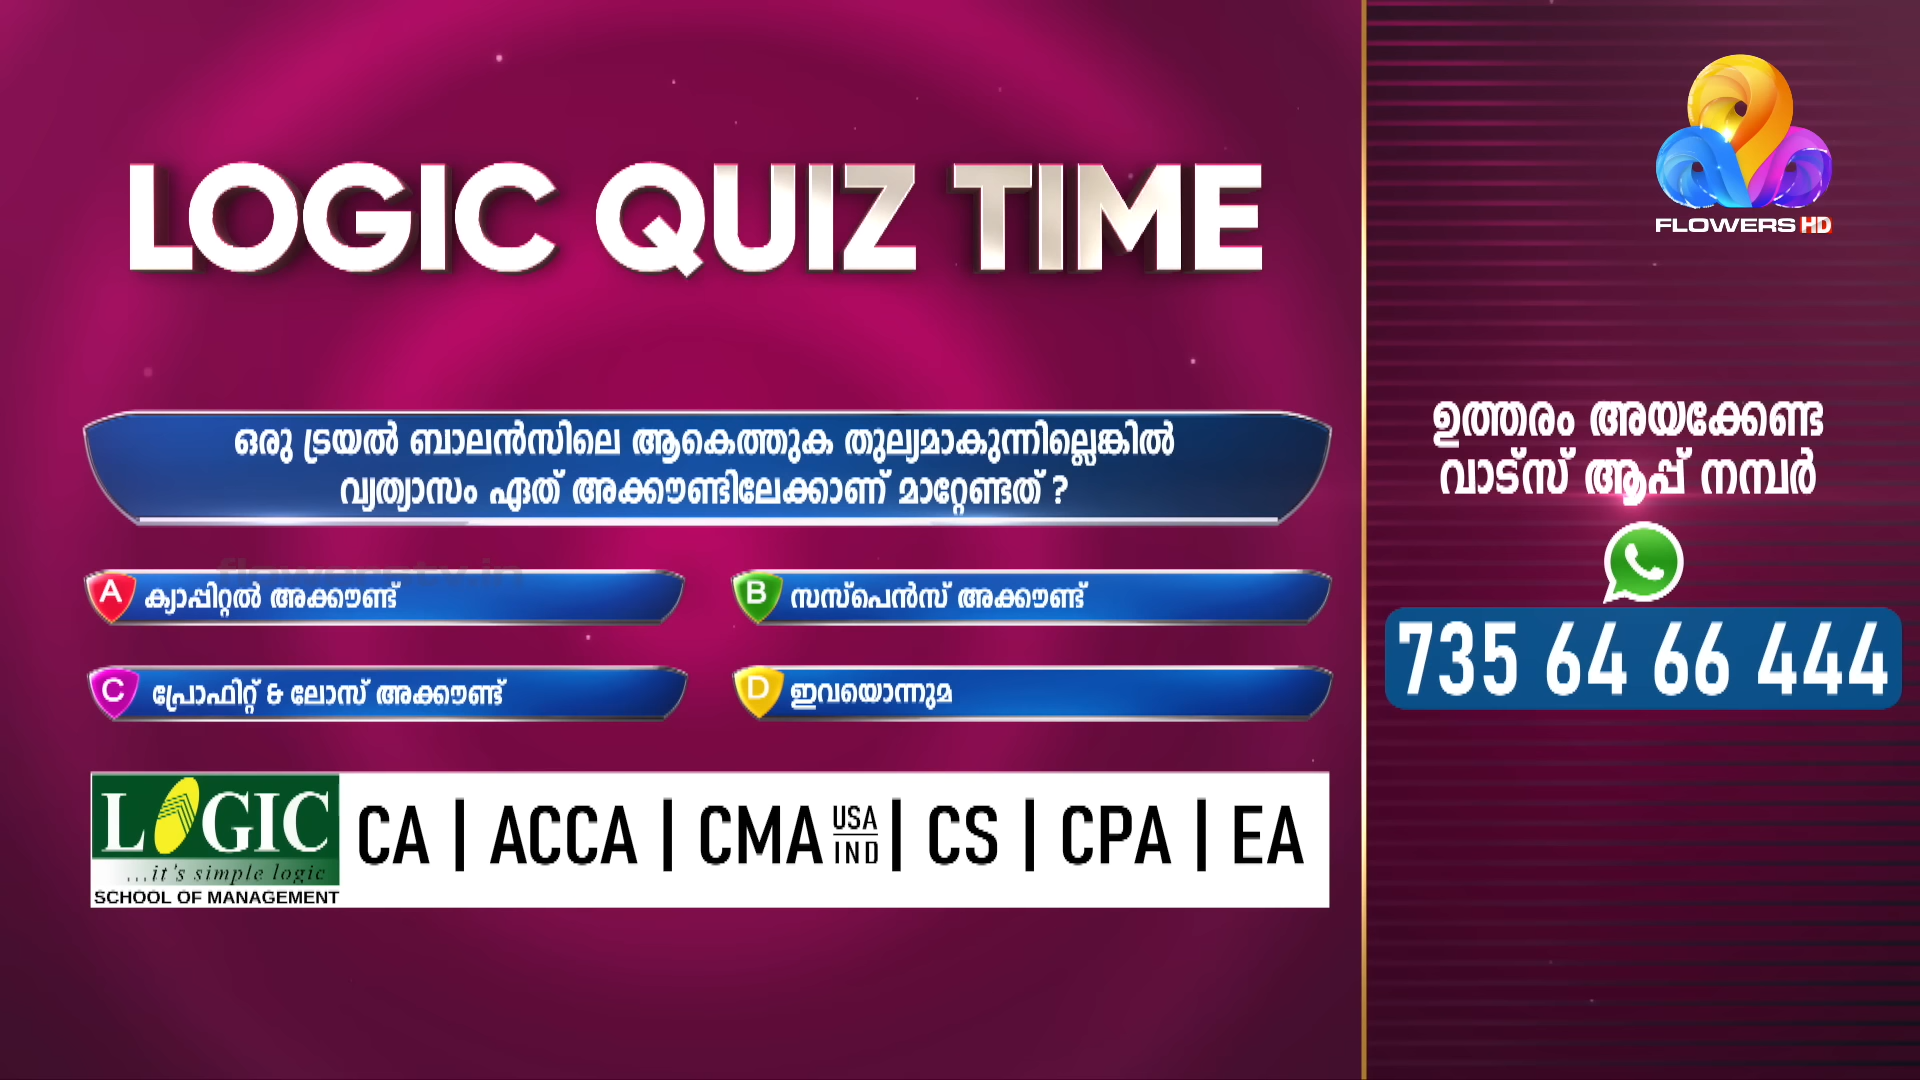 LOGIC QUIZ TIME
ഒരു ട്രയൽ ബാലൻസിലെ ആകെത്തുക തുല്യമാകുന്നില്ലെങ്കിൽ
വ്യത്യാസം ഏത് അക്കൗണ്ടിലേക്കാണ് മാറ്റേണ്ടത് ?
A ക്യാപ്പിറ്റൽ അക്കൗണ്ട്
B സസ്പെൻസ് അക്കൗണ്ട്
C പ്രോഫിറ്റ് & ലോസ് അക്കൗണ്ട്
D ഇവയൊന്നുമ
LOGIC
...it's simple logic
SCHOOL OF MANAGEMENT
CA | ACCA | CMA USA IND | CS | CPA | EA
FLOWERS HD
ഉത്തരം അയക്കേണ്ട
വാട്സ് ആപ്പ് നമ്പർ
735 64 66 444